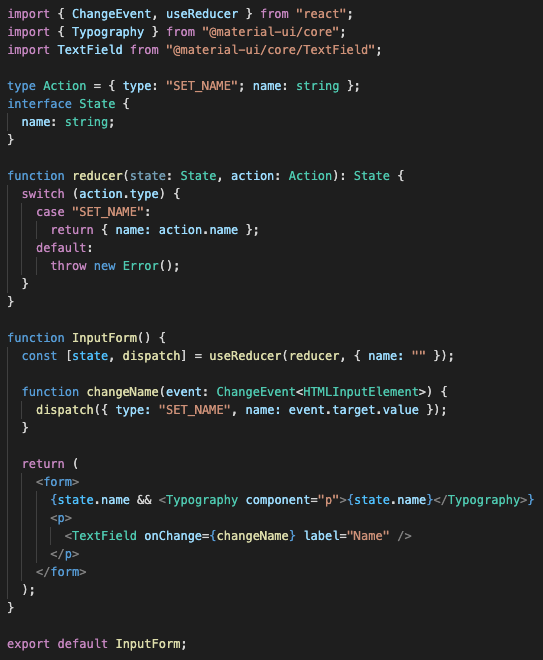 import { ChangeEvent, useReducer } from "react";
import { Typography } from "@material-ui/core";
import TextField from "@material-ui/core/TextField";

type Action = { type: "SET_NAME"; name: string };
interface State {
  name: string;
}

function reducer(state: State, action: Action): State {
  switch (action.type) {
    case "SET_NAME":
      return { name: action.name };
    default:
      throw new Error();
  }
}

function InputForm() {
  const [state, dispatch] = useReducer(reducer, { name: "" });

  function changeName(event: ChangeEvent<HTMLInputElement>) {
    dispatch({ type: "SET_NAME", name: event.target.value });
  }

  return (
    <form>
      {state.name && <Typography component="p">{state.name}</Typography>}
      <p>
        <TextField onChange={changeName} label="Name" />
      </p>
    </form>
  );
}

export default InputForm;